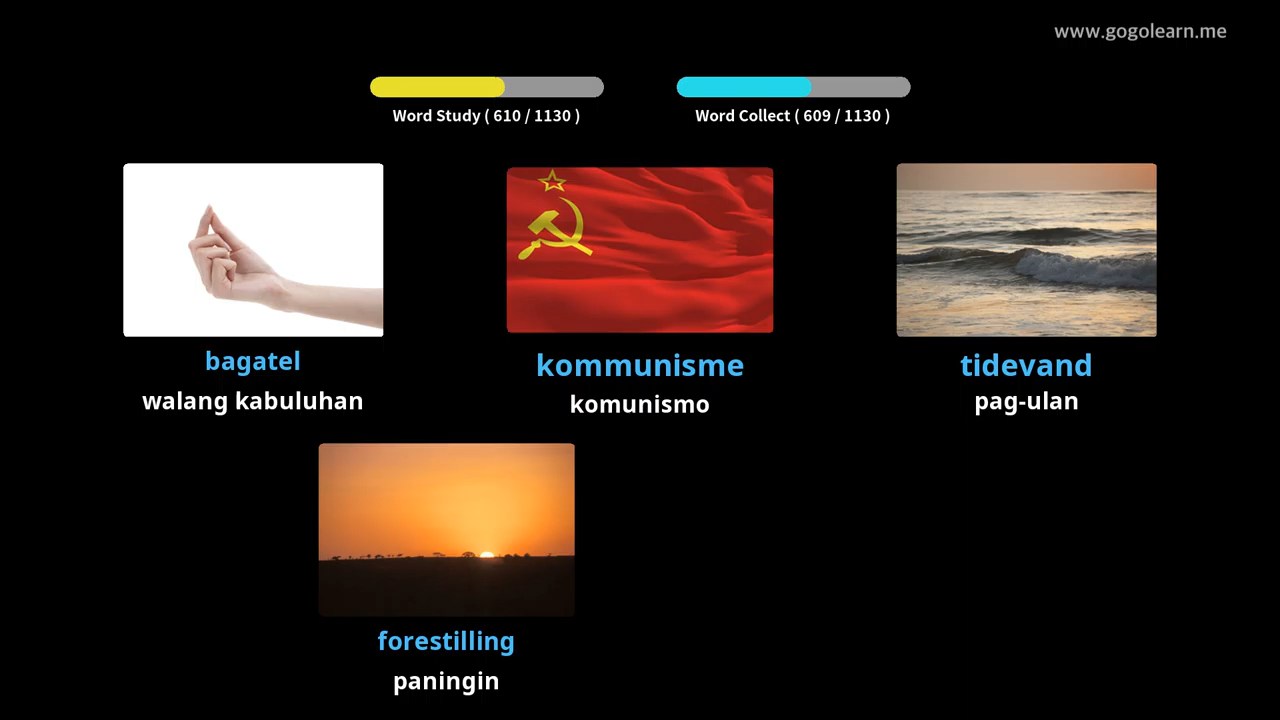 www.gogolearn.me
Word Study ( 610 / 1130 )
Word Collect ( 609 / 1130 )
bagatel
walang kabuluhan
kommunisme
komunismo
tidevand
pag-ulan
forestilling
paningin